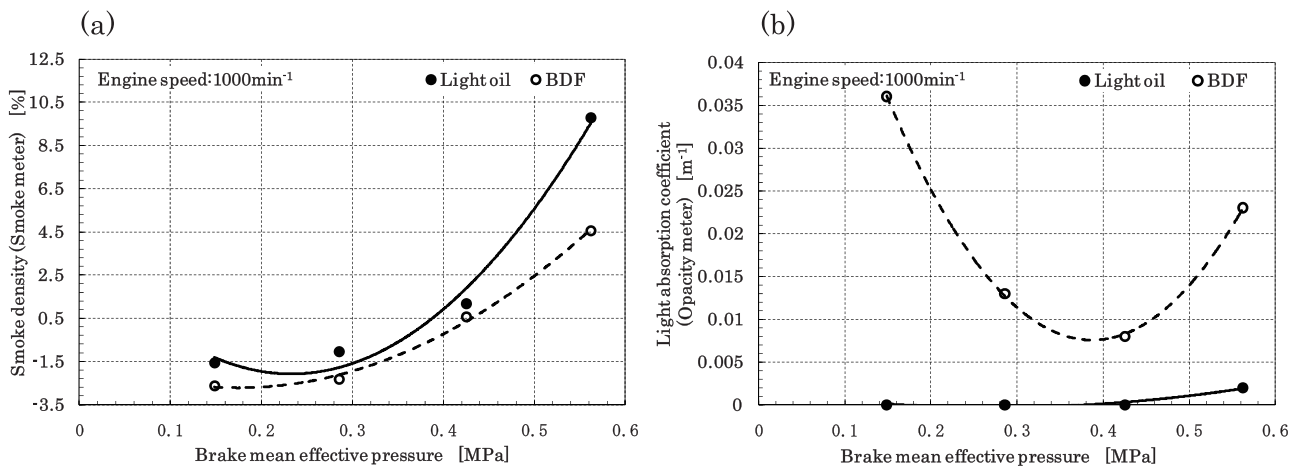 (a)
Engine speed:1000min-1
Light oil
BDF
Smoke density (Smoke meter) [%]
12.5
10.5
8.5
6.5
4.5
2.5
0.5
-1.5
-3.5
0
0.1
0.2
0.3
0.4
0.5
0.6
Brake mean effective pressure [MPa]
(b)
Engine speed:1000min-1
Light oil
BDF
Light absorption coefficient
(Opacity meter) [m-1]
0.04
0.035
0.03
0.025
0.02
0.015
0.01
0.005
0
0
0.1
0.2
0.3
0.4
0.5
0.6
Brake mean effective pressure [MPa]